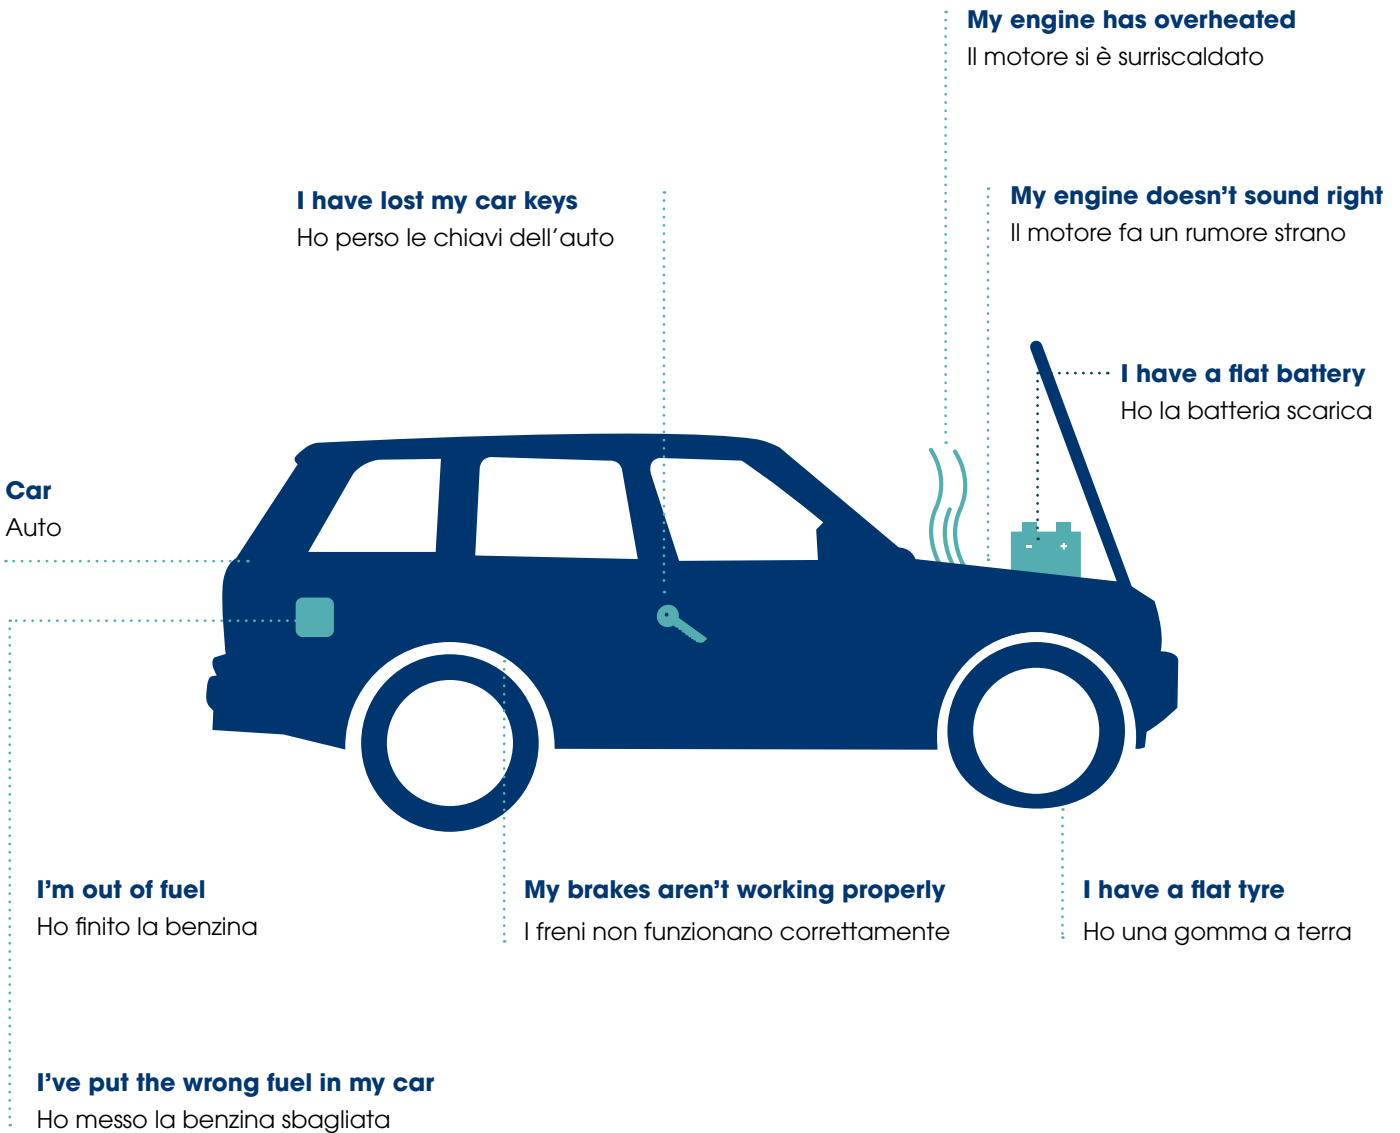 My engine has overheated
Il motore si è surriscaldato
I have lost my car keys
Ho perso le chiavi dell’auto
My engine doesn’t sound right
Il motore fa un rumore strano
I have a flat battery
Ho la batteria scarica
Car
Auto
- +
I’m out of fuel
Ho finito la benzina
My brakes aren’t working properly
I freni non funzionano correttamente
I have a flat tyre
Ho una gomma a terra
I’ve put the wrong fuel in my car
Ho messo la benzina sbagliata